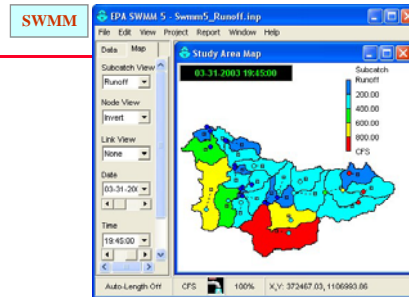 SWMM
EPA SWMM 5 - Swmm5_Runoff.inp
File Edit View Project Report Window Help
Data Map
Subcatch View
Runoff
Node View
Invert
Link View
None
Date
03-31-20
Time
19:45:00
Study Area Map
03-31-2003 19:45:00
Subcatch
Runoff
200.00
400.00
600.00
800.00
CFS
Auto-Length Off CFS 100% X,Y: 372467.03, 1106993.86